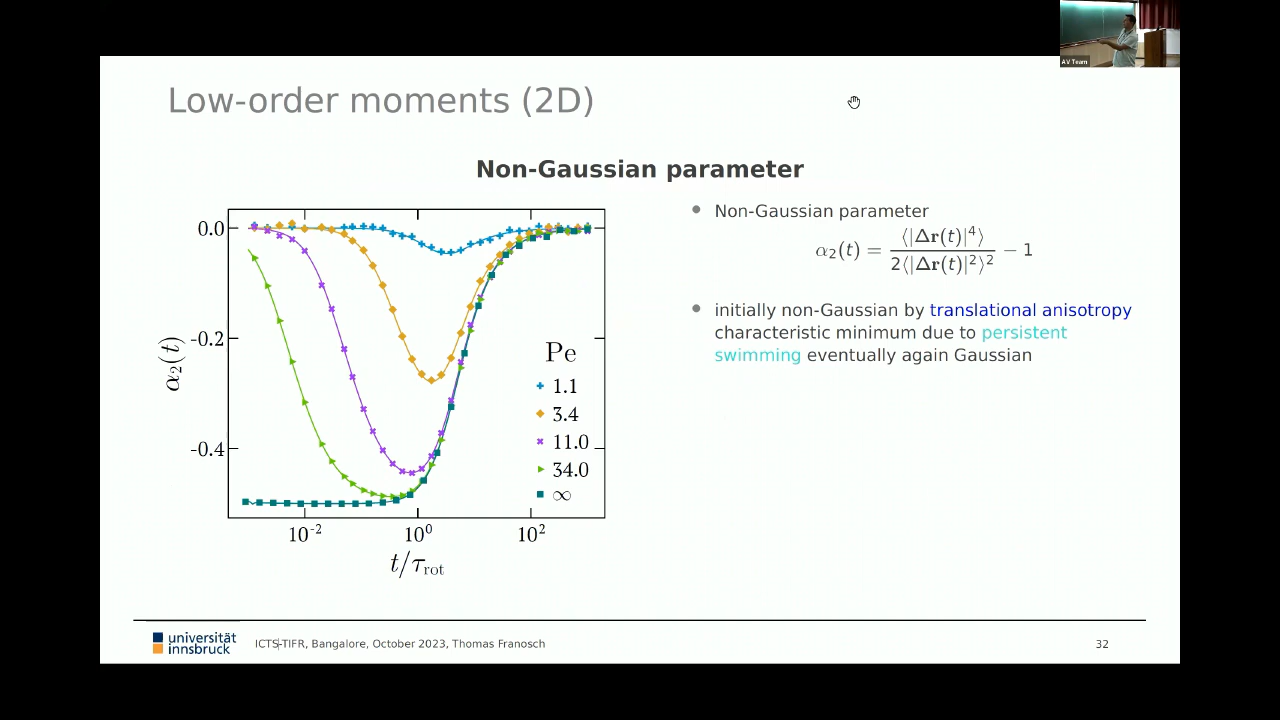 AV Team
Low-order moments (2D)
Non-Gaussian parameter
0.0
-0.2
-0.4
α₂(t)
10⁻²
10⁰
10²
t/τ_rot
Pe
1.1
3.4
11.0
34.0
∞
• Non-Gaussian parameter
α₂(t) = ⟨|Δr(t)|⁴⟩ / 2⟨|Δr(t)|²⟩² − 1
• initially non-Gaussian by translational anisotropy
characteristic minimum due to persistent
swimming eventually again Gaussian
universität
innsbruck
ICTS-TIFR, Bangalore, October 2023, Thomas Franosch
32